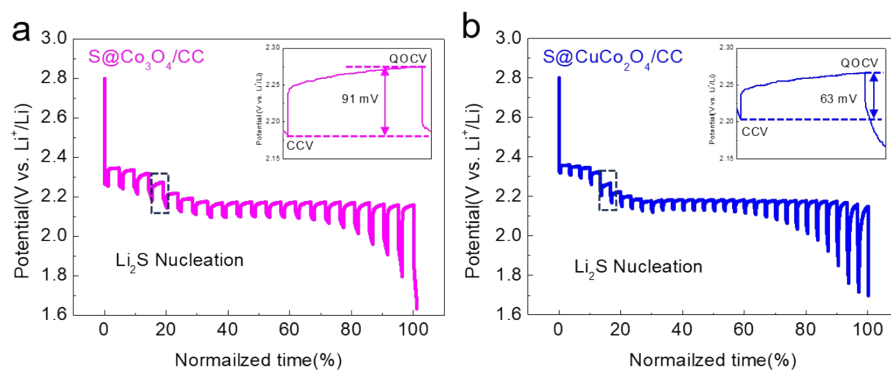 a
S@Co₃O₄/CC
Potential(V vs. Li⁺/Li)
2.8
2.6
2.4
2.2
2.0
1.8
1.6
0
20
40
60
80
100
Normailzed time(%)
Li₂S Nucleation
Potential(V vs. Li⁺/Li)
2.30
2.25
2.20
2.15
QOCV
91 mV
CCV
b
S@CuCo₂O₄/CC
Potential(V vs. Li⁺/Li)
2.8
2.6
2.4
2.2
2.0
1.8
1.6
0
20
40
60
80
100
Normailzed time(%)
Li₂S Nucleation
Potential(V vs. Li⁺/Li)
2.30
2.25
2.20
2.15
QOCV
63 mV
CCV